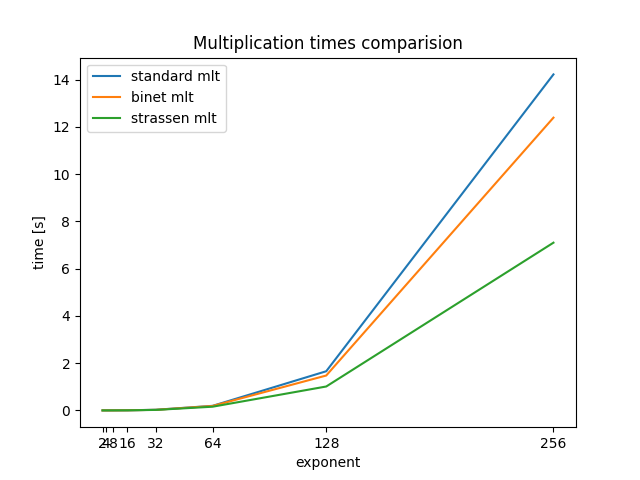 Multiplication times comparision
standard mlt
binet mlt
strassen mlt
14
12
10
8
6
4
2
0
time [s]
2 4 8 16 32 64 128 256
exponent